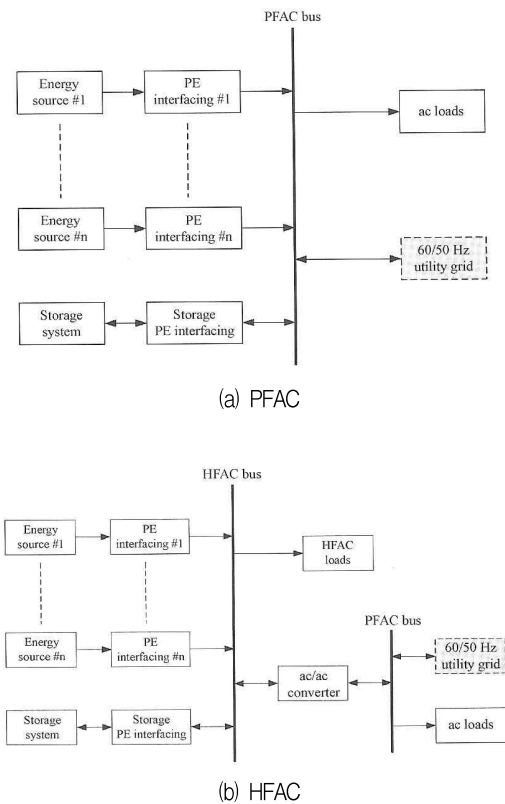 PFAC bus
Energy
source #1
PE
interfacing #1
ac loads
Energy
source #n
PE
interfacing #n
60/50 Hz
utility grid
Storage
system
Storage
PE interfacing
(a) PFAC
HFAC bus
Energy
source #1
PE
interfacing #1
HFAC
loads
PFAC bus
Energy
source #n
PE
interfacing #n
60/50 Hz
utility grid
ac/ac
converter
Storage
system
Storage
PE interfacing
ac loads
(b) HFAC